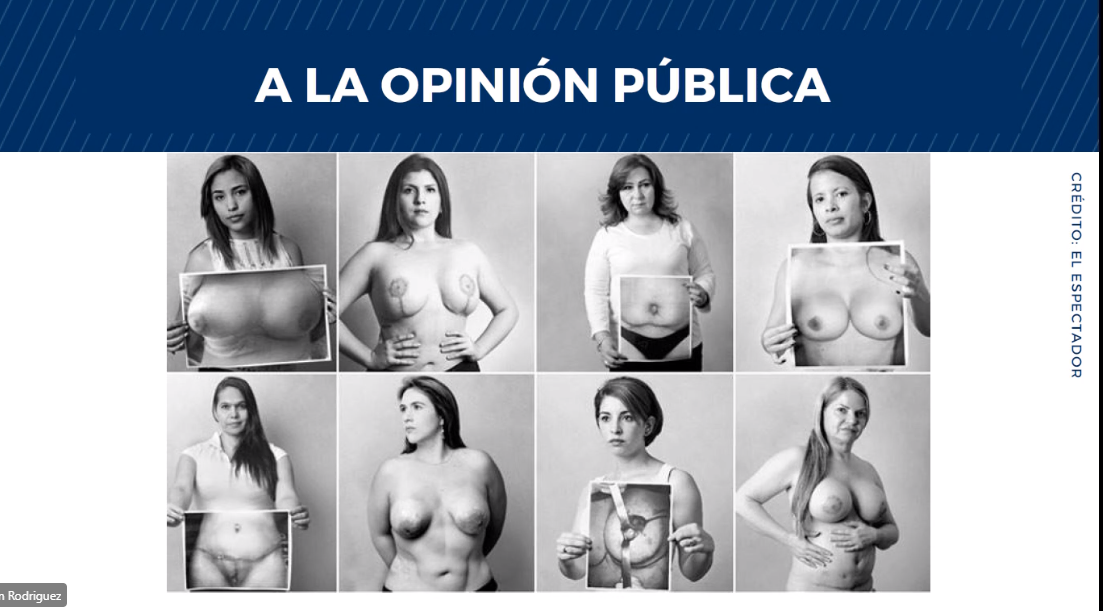 A LA OPINIÓN PÚBLICA
CRÉDITO: EL ESPECTADOR
n Rodriguez